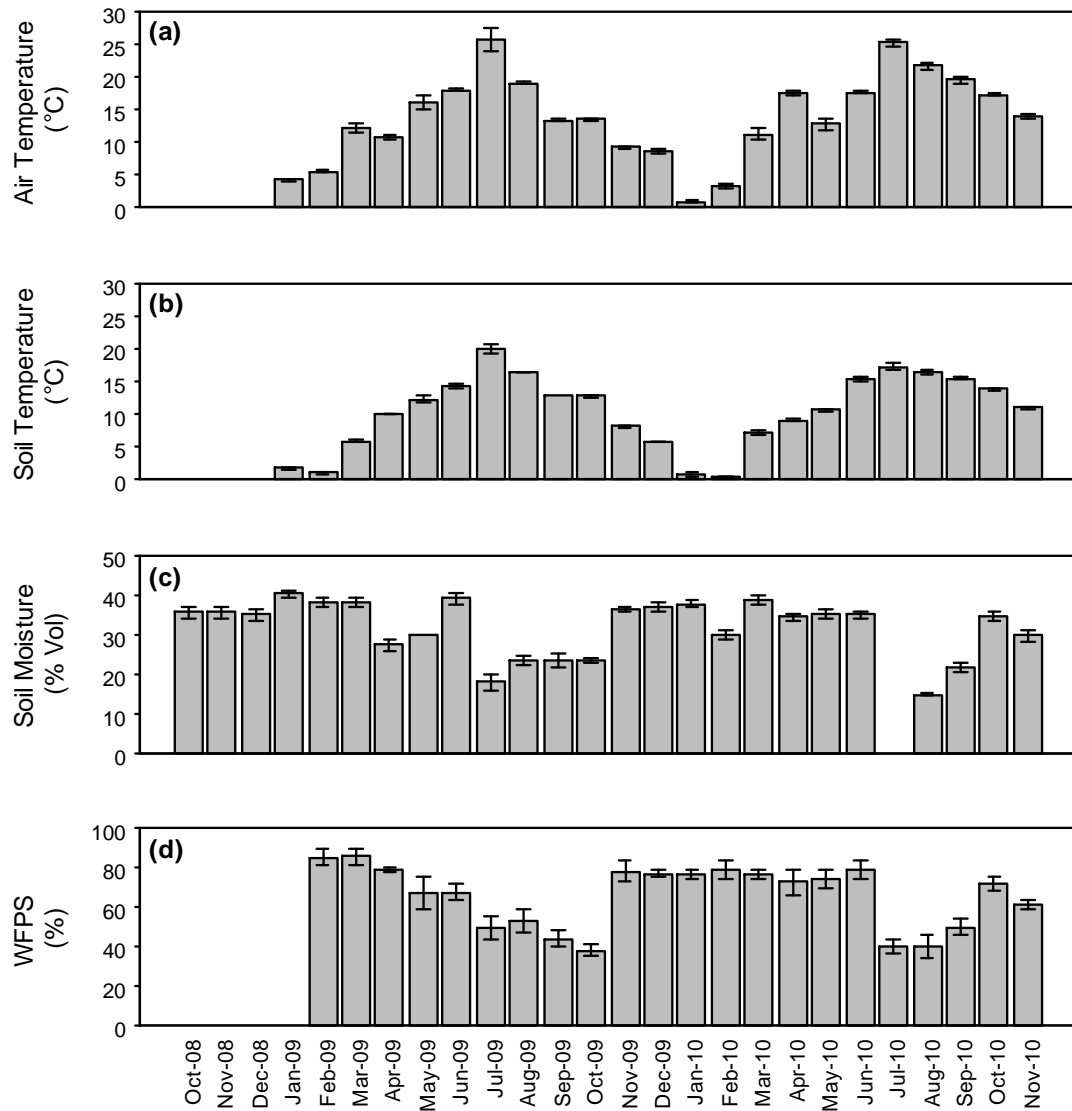 (a)
Air Temperature
(°C)
30
25
20
15
10
5
0
(b)
Soil Temperature
(°C)
30
25
20
15
10
5
0
(c)
Soil Moisture
(% Vol)
50
40
30
20
10
0
(d)
WFPS
(%)
100
80
60
40
20
0
Oct-08
Nov-08
Dec-08
Jan-09
Feb-09
Mar-09
Apr-09
May-09
Jun-09
Jul-09
Aug-09
Sep-09
Oct-09
Nov-09
Dec-09
Jan-10
Feb-10
Mar-10
Apr-10
May-10
Jun-10
Jul-10
Aug-10
Sep-10
Oct-10
Nov-10